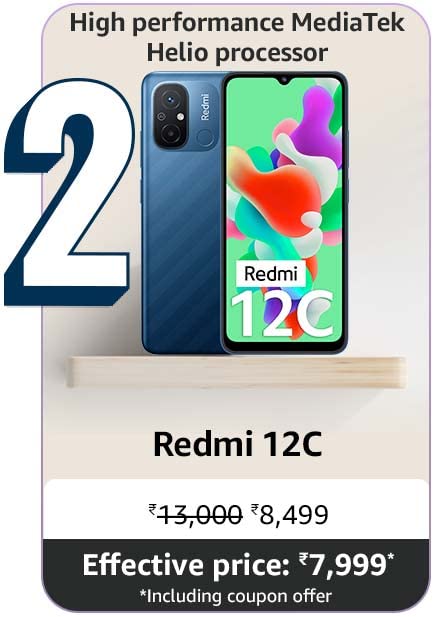 High performance MediaTek
Helio processor
2
Redmi
Redmi
12C
Redmi 12C
₹13,000 ₹8,499
Effective price: ₹7,999*
*Including coupon offer